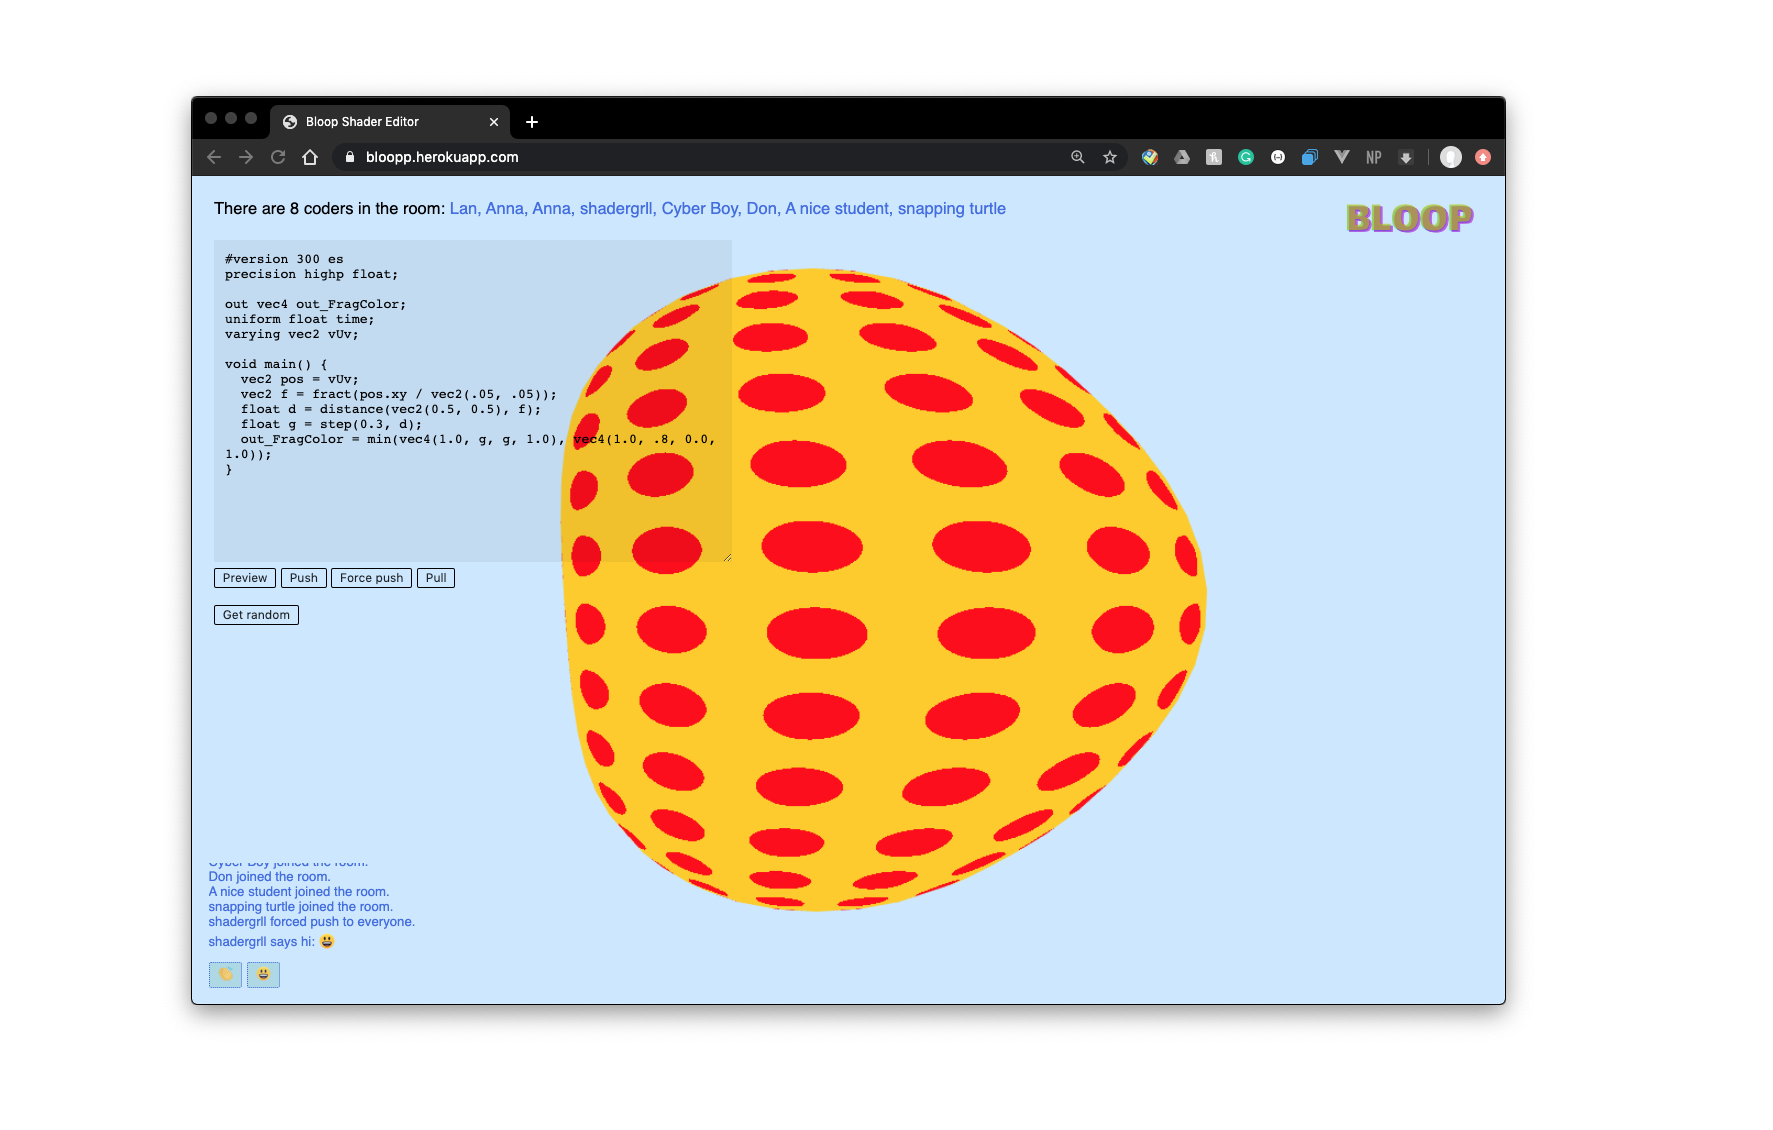 Bloop Shader Editor
bloopp.herokuapp.com
NP
There are 8 coders in the room: Lan, Anna, Anna, shadergrll, Cyber Boy, Don, A nice student, snapping turtle
BLOOP
#version 300 es
precision highp float;
out vec4 out_FragColor;
uniform float time;
varying vec2 vUv;
void main() {
vec2 pos = vUv;
vec2 f = fract(pos.xy / vec2(.05, .05));
float d = distance(vec2(0.5, 0.5), f);
float g = step(0.3, d);
out_FragColor = min(vec4(1.0, g, g, 1.0), vec4(1.0, .8, 0.0,
1.0));
}
Preview Push Force push Pull
Get random
Cyber Boy joined the room.
Don joined the room.
A nice student joined the room.
snapping turtle joined the room.
shadergrll forced push to everyone.
shadergrll says hi: 😃